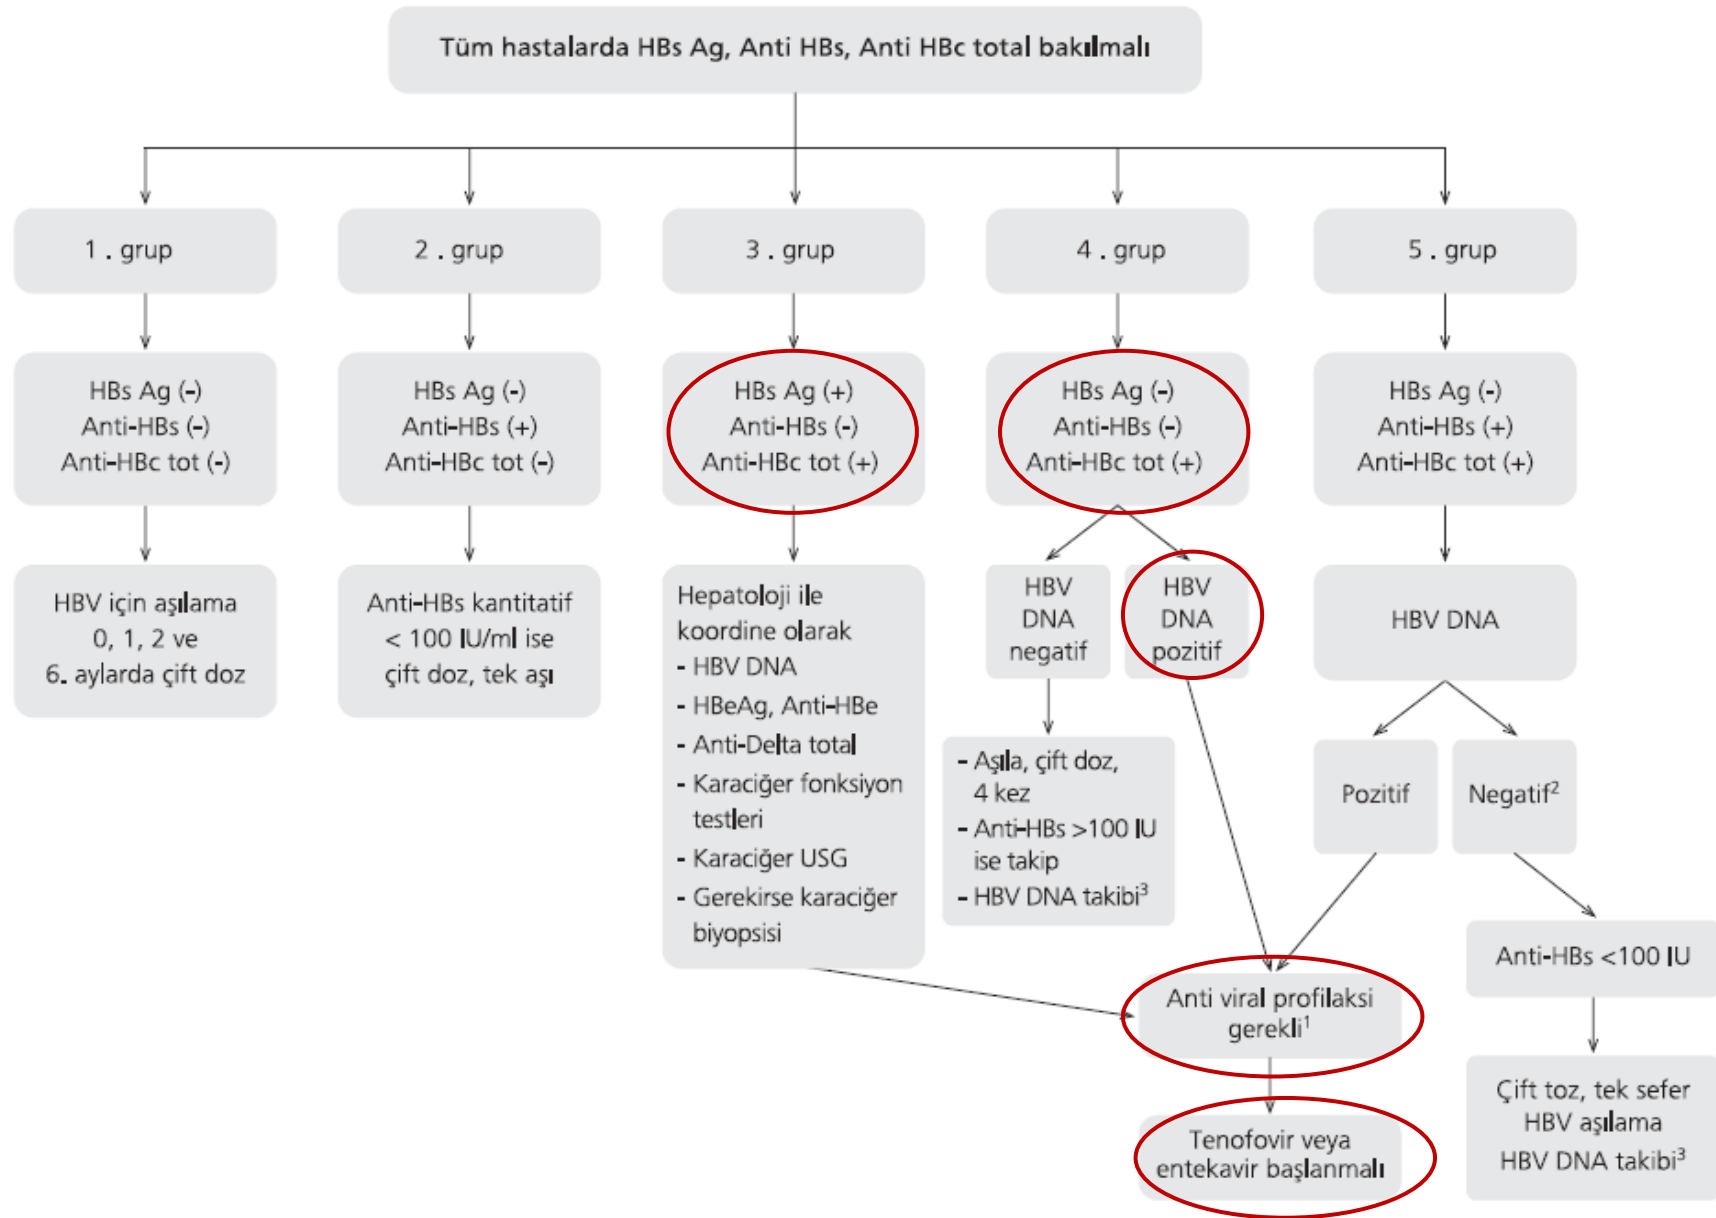 Tüm hastalarda HBs Ag, Anti HBs, Anti HBc total bakılmalı
1 . grup
2 . grup
3 . grup
4 . grup
5 . grup
HBs Ag (-)
Anti-HBs (-)
Anti-HBc tot (-)
HBs Ag (-)
Anti-HBs (+)
Anti-HBc tot (-)
HBs Ag (+)
Anti-HBs (-)
Anti-HBc tot (+)
HBs Ag (-)
Anti-HBs (-)
Anti-HBc tot (+)
HBs Ag (-)
Anti-HBs (+)
Anti-HBc tot (+)
HBV için aşılama
0, 1, 2 ve
6. aylarda çift doz
Anti-HBs kantitatif
< 100 IU/ml ise
çift doz, tek aşı
Hepatoloji ile
koordine olarak
- HBV DNA
- HBeAg, Anti-HBe
- Anti-Delta total
- Karaciğer fonksiyon
testleri
- Karaciğer USG
- Gerekirse karaciğer
biyopsisi
HBV
DNA
negatif
HBV
DNA
pozitif
HBV DNA
- Aşıla, çift doz,
4 kez
- Anti-HBs >100 IU
ise takip
- HBV DNA takibi³
Pozitif
Negatif²
Anti-HBs <100 IU
Anti viral profilaksi
gerekli¹
Çift toz, tek sefer
HBV aşılama
HBV DNA takibi³
Tenofovir veya
entekavir başlanmalı